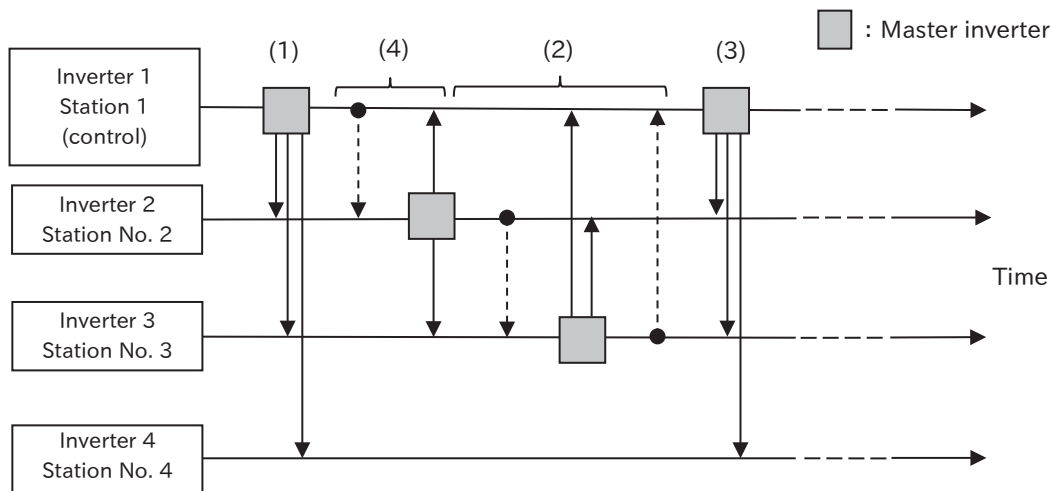 : Master inverter
(1)
(4)
(2)
(3)
Inverter 1
Station 1
(control)
Inverter 2
Station No. 2
Time
Inverter 3
Station No. 3
Inverter 4
Station No. 4